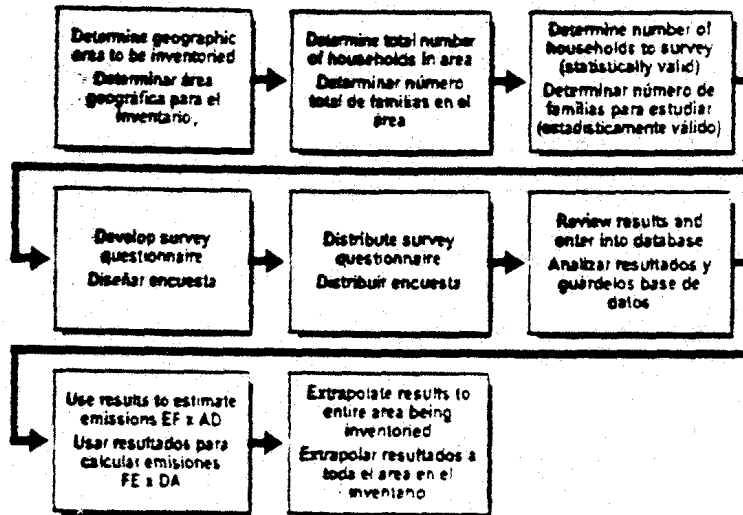 Determine geographic
area to be inventoried
Determinar área
geográfica para el
inventario,
Determine total number
of households in area
Determinar número
total de familias en el
área
Determine number of
households to survey
(statistically valid)
Determinar número de
familias para estudiar
(estadisticamente válido)
Develop survey
questionnaire
Diseñar encuesta
Distribute survey
questionnaire
Distribuir encuesta
Review results and
enter into database
Analizar resultados y
guárdelos base de
datos
Use results to estimate
emissions EF x AD
Usar resultados para
calcular emisiones
FE x DA
Extrapolate results to
entire area being
inventoried
Extrapolar resultados a
toda el area en el
inventario